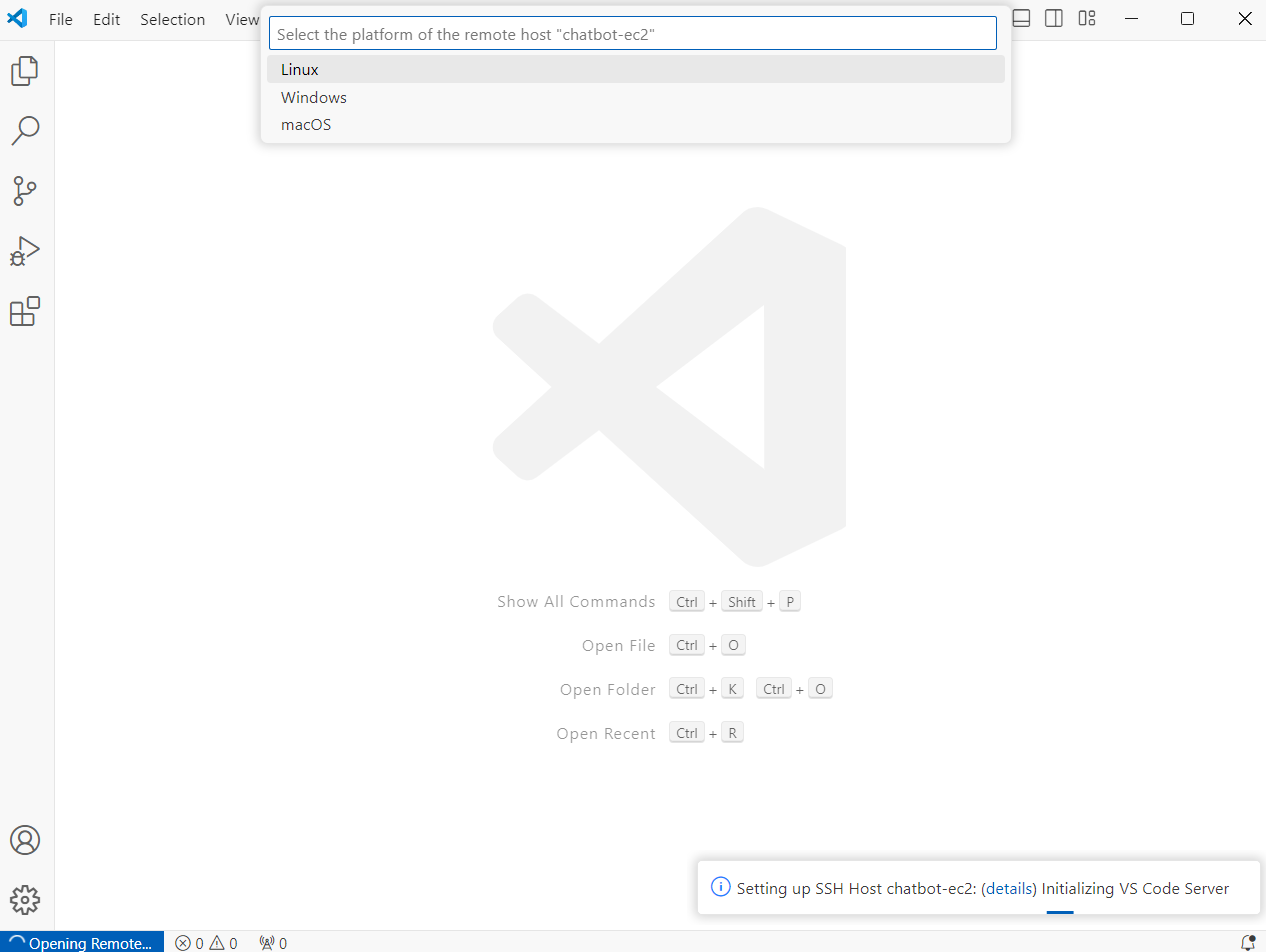 File Edit Selection View
Select the platform of the remote host "chatbot-ec2"
Linux
Windows
macOS
Show All Commands Ctrl + Shift + P
Open File Ctrl + O
Open Folder Ctrl + K Ctrl + O
Open Recent Ctrl + R
Setting up SSH Host chatbot-ec2: (details) Initializing VS Code Server
Opening Remote... 0 0 0